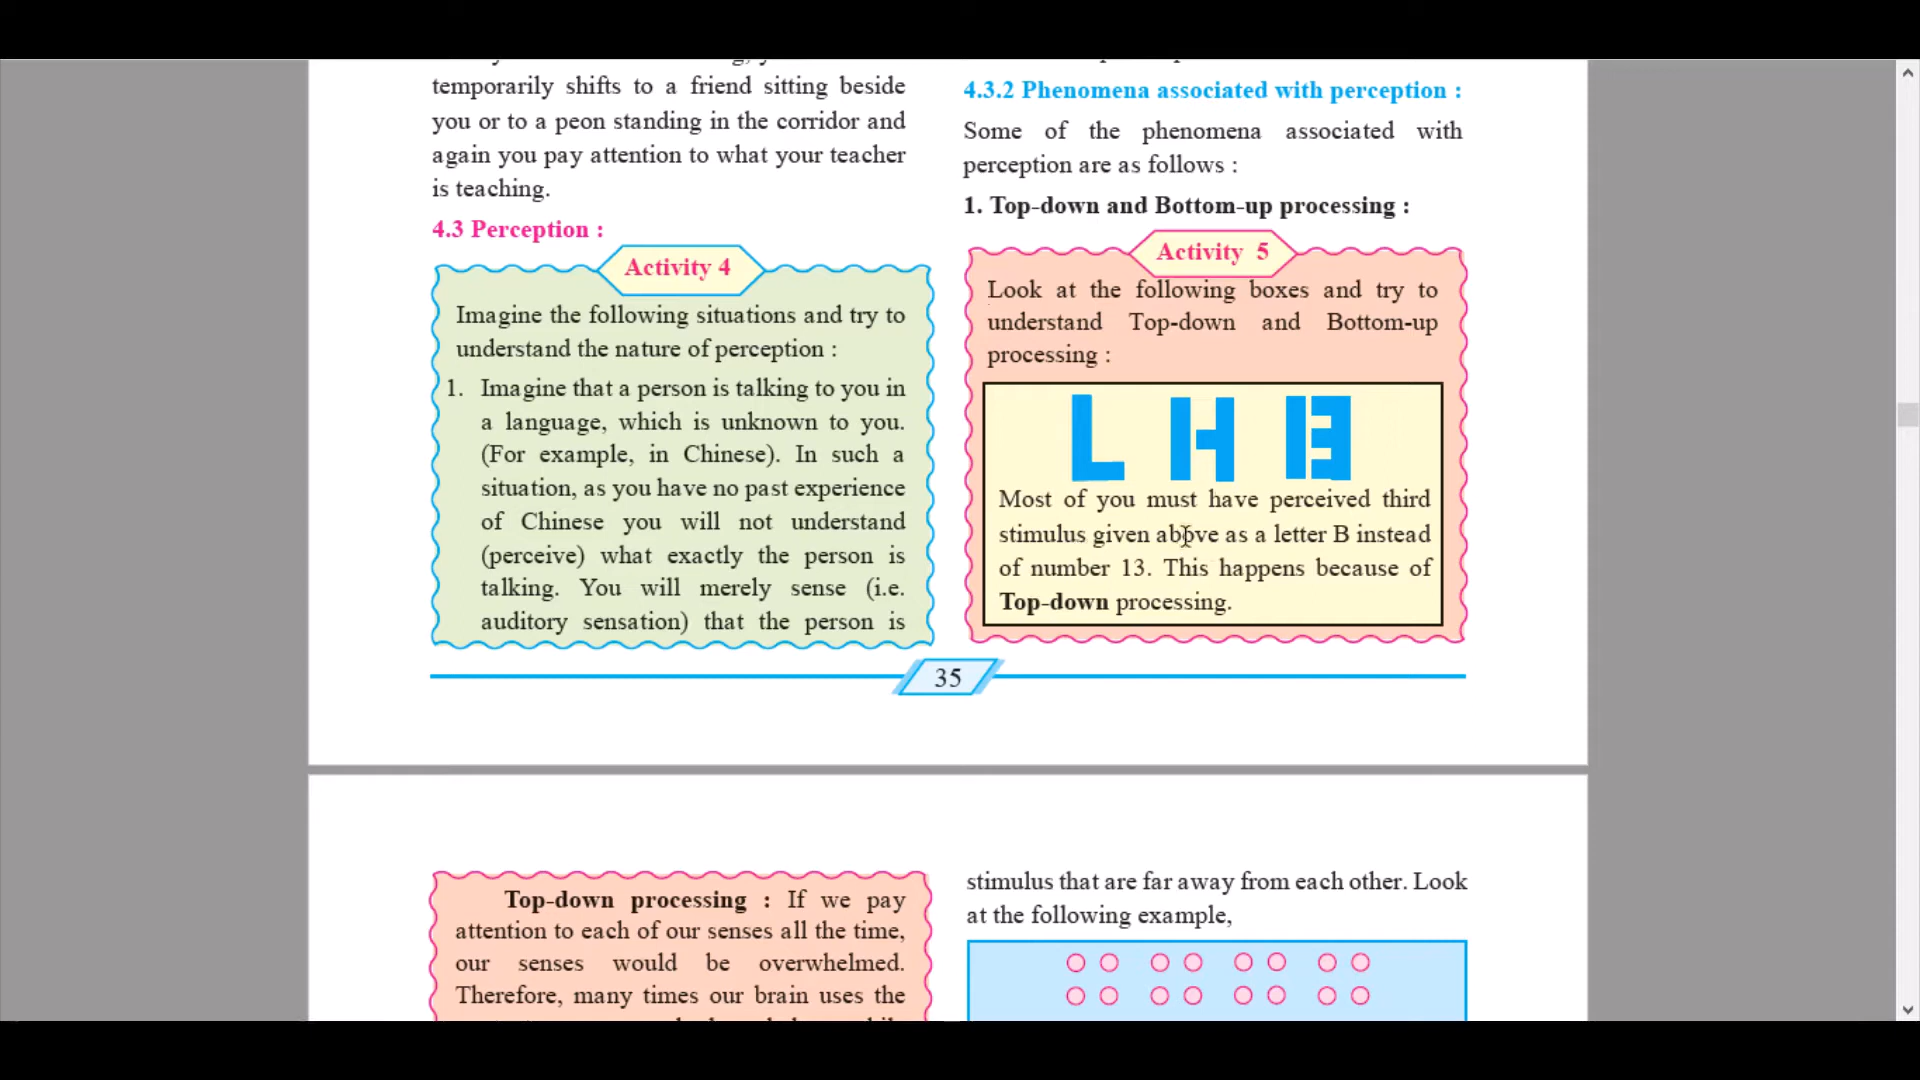 temporarily shifts to a friend sitting beside
you or to a peon standing in the corridor and
again you pay attention to what your teacher
is teaching.
4.3 Perception :
Activity 4
Imagine the following situations and try to
understand the nature of perception :
1. Imagine that a person is talking to you in
a language, which is unknown to you.
(For example, in Chinese). In such a
situation, as you have no past experience
of Chinese you will not understand
(perceive) what exactly the person is
talking. You will merely sense (i.e.
auditory sensation) that the person is
4.3.2 Phenomena associated with perception :
Some of the phenomena associated with
perception are as follows :
1. Top-down and Bottom-up processing :
Activity 5
Look at the following boxes and try to
understand Top-down and Bottom-up
processing :
L H B
Most of you must have perceived third
stimulus given above as a letter B instead
of number 13. This happens because of
Top-down processing.
35
Top-down processing : If we pay
attention to each of our senses all the time,
our senses would be overwhelmed.
Therefore, many times our brain uses the
stimulus that are far away from each other. Look
at the following example,